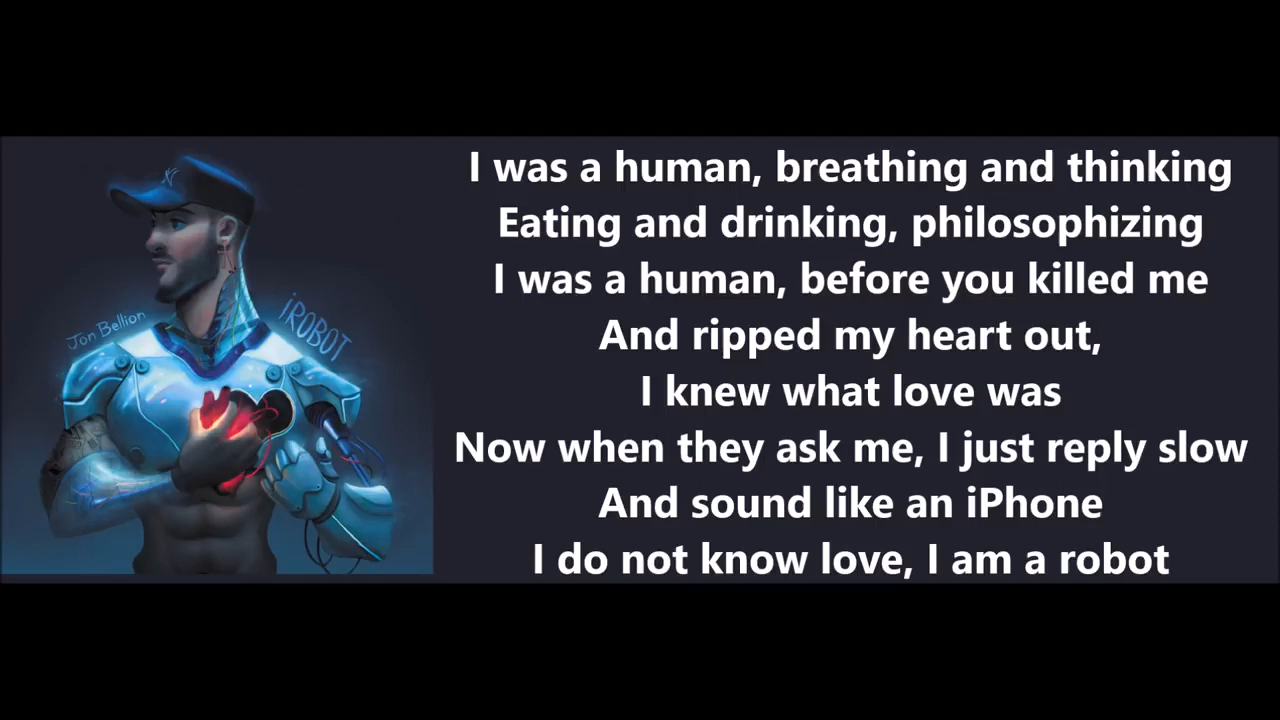 Jon Bellion
iROBOT
I was a human, breathing and thinking
Eating and drinking, philosophizing
I was a human, before you killed me
And ripped my heart out,
I knew what love was
Now when they ask me, I just reply slow
And sound like an iPhone
I do not know love, I am a robot